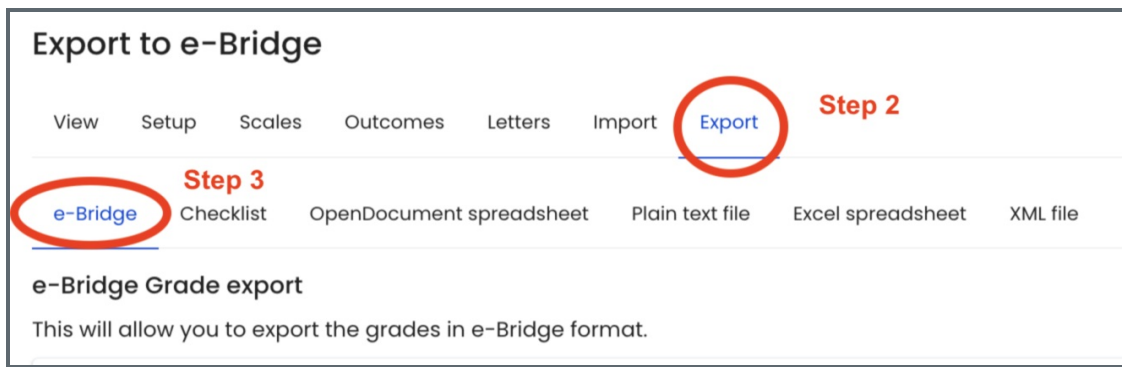 Export to e-Bridge
View Setup Scales Outcomes Letters Import Export Step 2
Step 3
e-Bridge Checklist OpenDocument spreadsheet Plain text file Excel spreadsheet XML file
e-Bridge Grade export
This will allow you to export the grades in e-Bridge format.